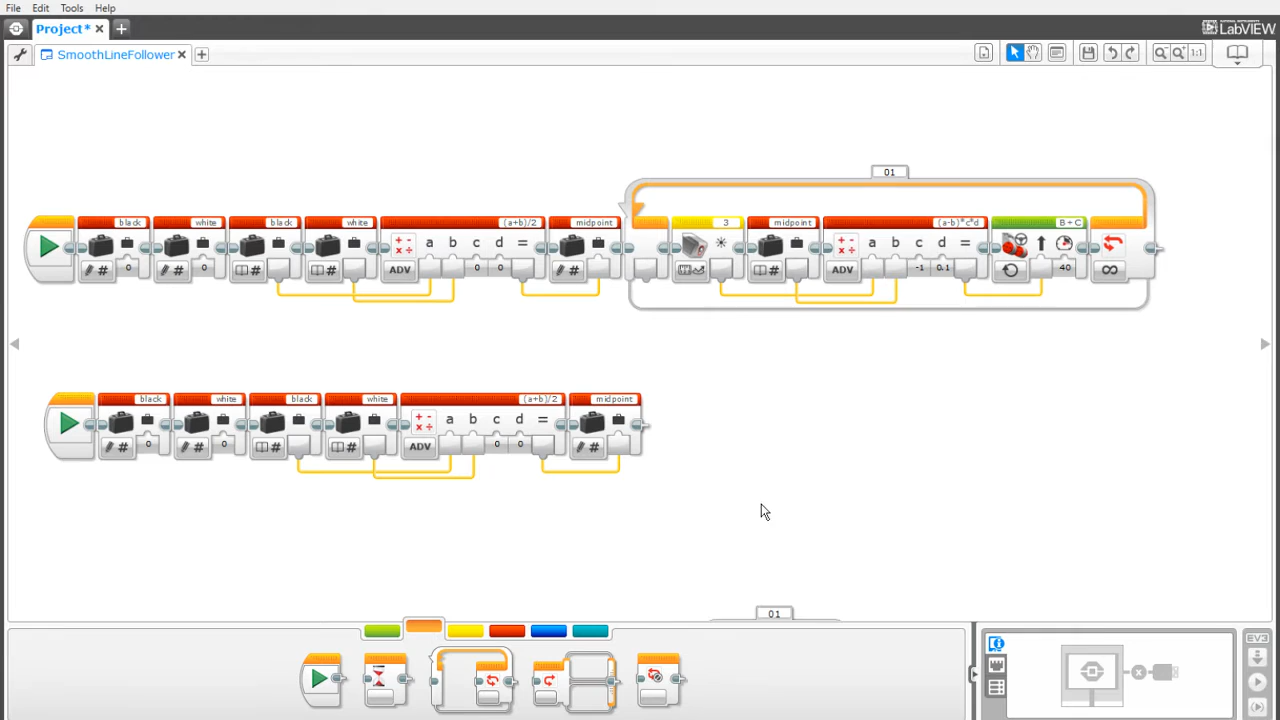 File Edit Tools Help
Project*
LabVIEW
SmoothLineFollower
1:1
01
black white black white (a+b)/2 midpoint 3 midpoint (a-b)*c*d B + C
a b c d = a b c d =
0 0 0 0 -1 0.1 40
# # # # ADV # # ADV
black white black white (a+b)/2 midpoint
a b c d =
0 0 0 0
# # # # ADV #
01
EV3